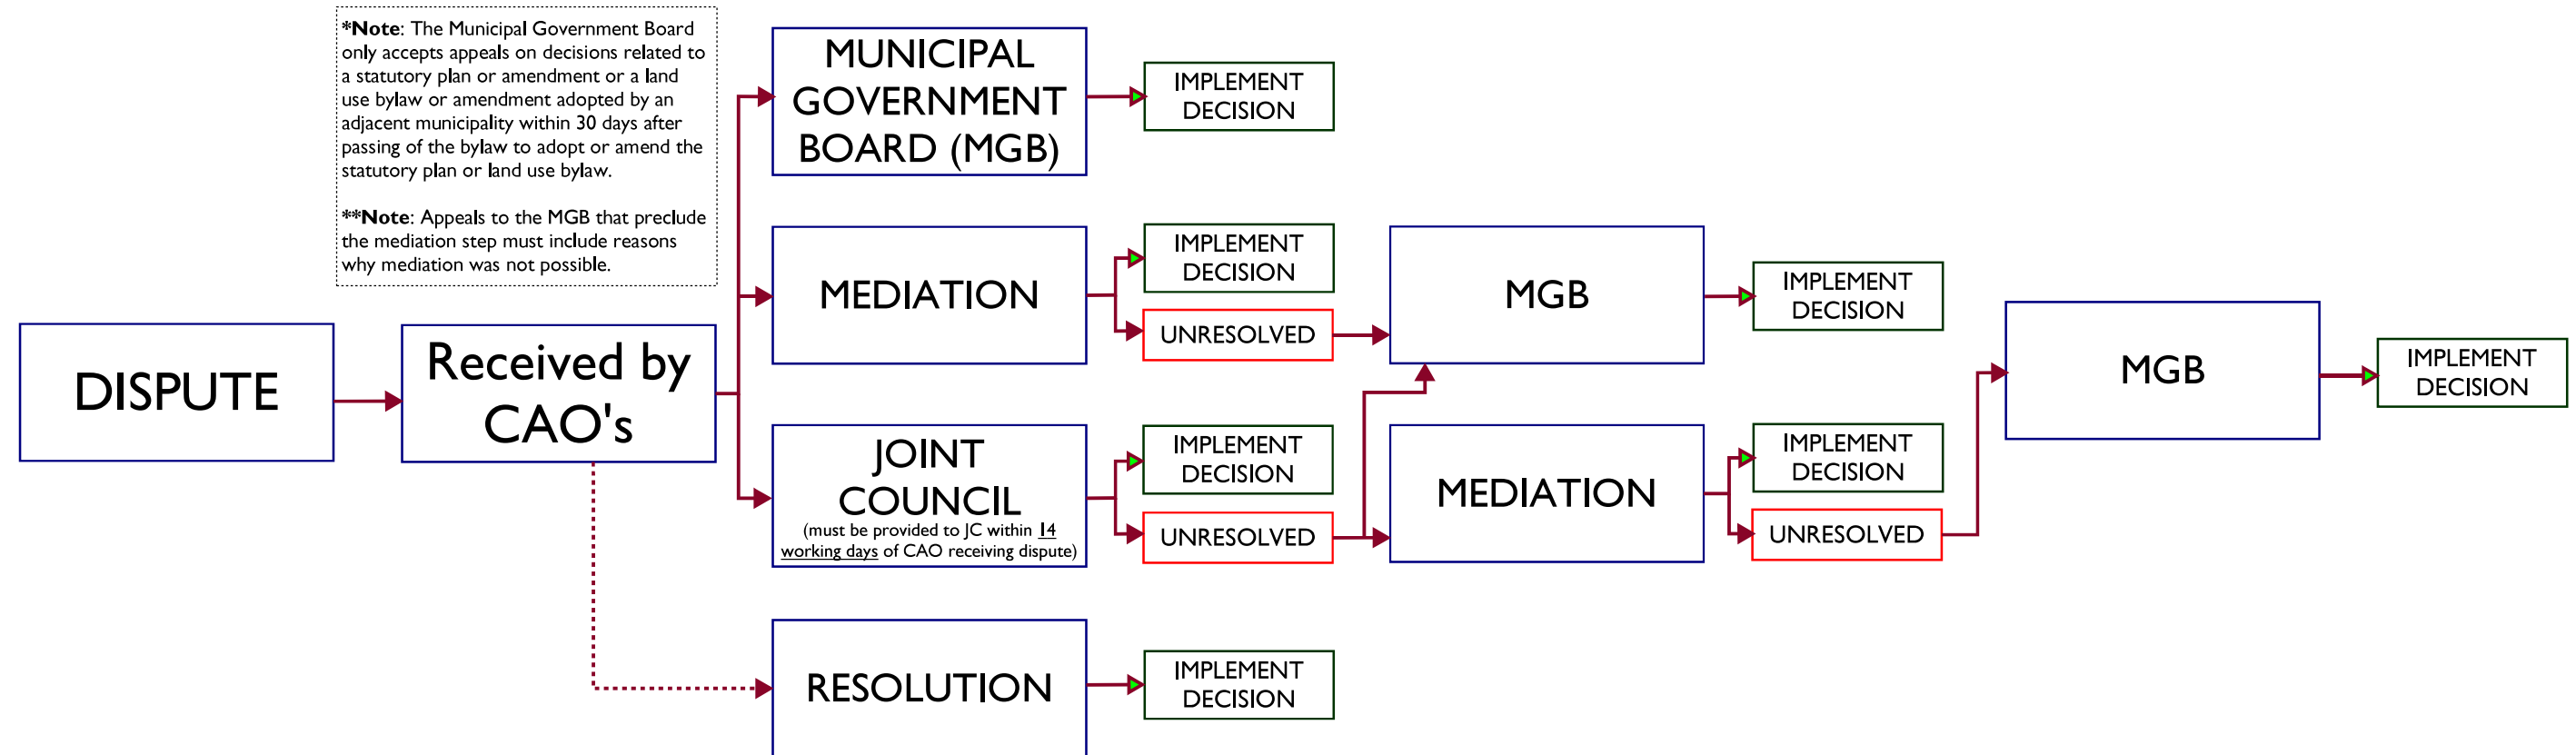 *Note: The Municipal Government Board
only accepts appeals on decisions related to
a statutory plan or amendment or a land
use bylaw or amendment adopted by an
adjacent municipality within 30 days after
passing of the bylaw to adopt or amend the
statutory plan or land use bylaw.
**Note: Appeals to the MGB that preclude
the mediation step must include reasons
why mediation was not possible.
DISPUTE
Received by
CAO's
MUNICIPAL
GOVERNMENT
BOARD (MGB)
IMPLEMENT
DECISION
MEDIATION
IMPLEMENT
DECISION
UNRESOLVED
MGB
IMPLEMENT
DECISION
JOINT
COUNCIL
(must be provided to JC within 14
working days of CAO receiving dispute)
IMPLEMENT
DECISION
UNRESOLVED
MEDIATION
IMPLEMENT
DECISION
UNRESOLVED
MGB
IMPLEMENT
DECISION
RESOLUTION
IMPLEMENT
DECISION